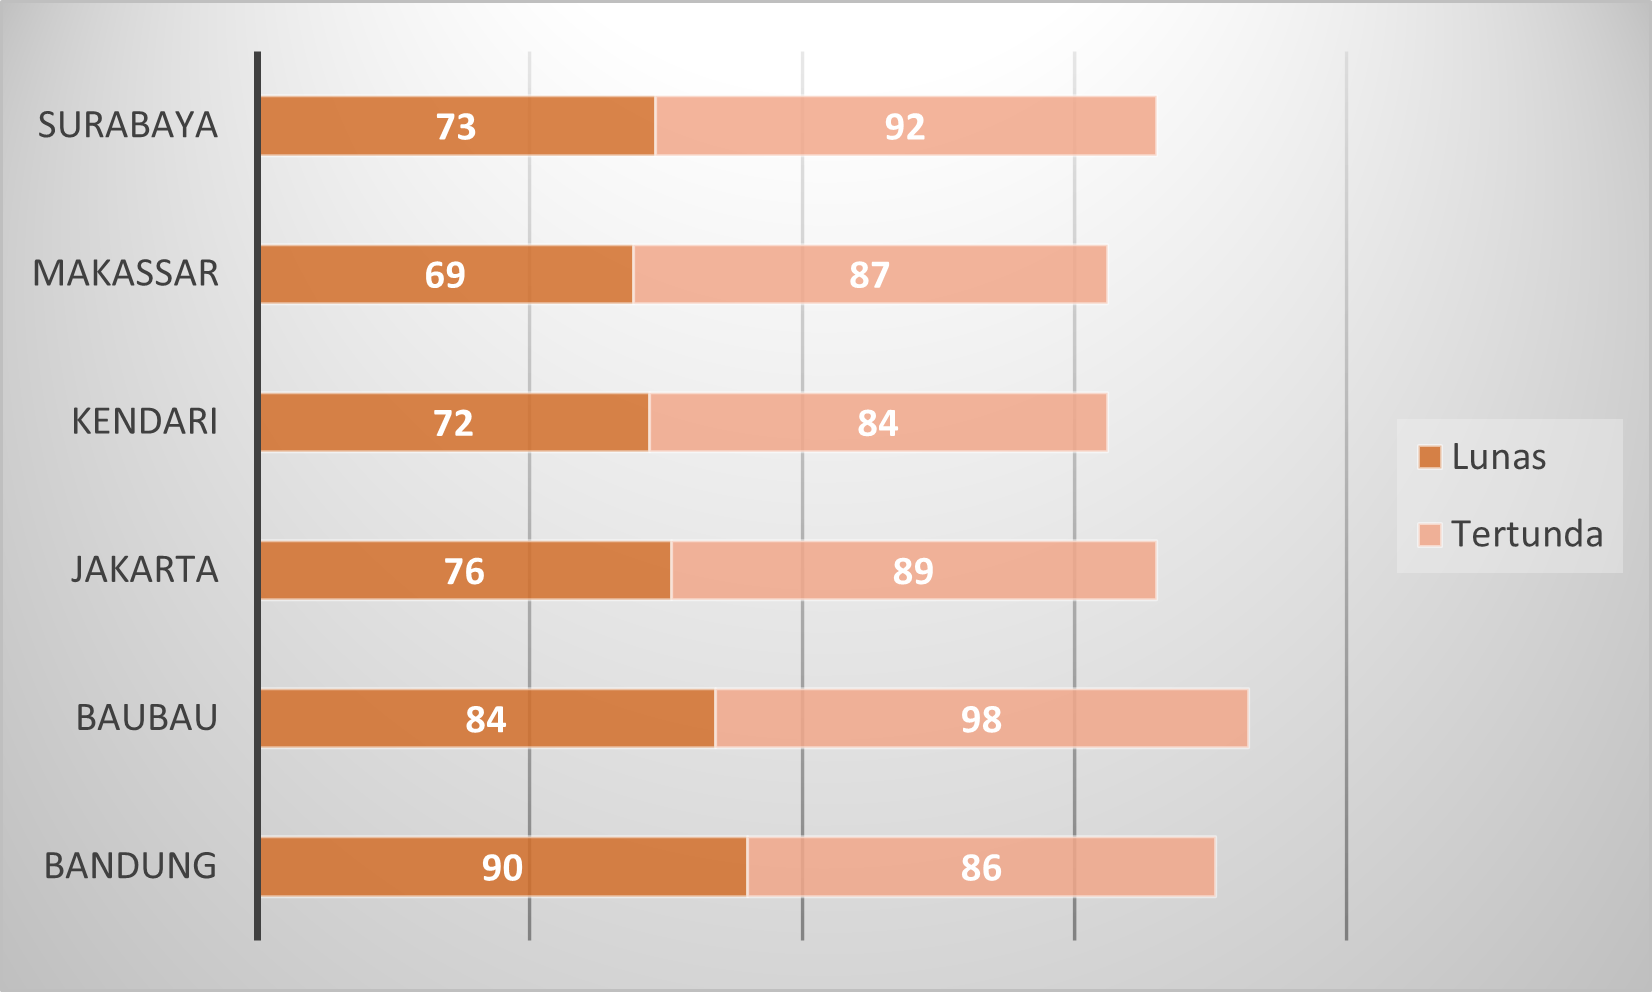 SURABAYA 73 92
MAKASSAR 69 87
KENDARI 72 84
JAKARTA 76 89
BAUBAU 84 98
BANDUNG 90 86
Lunas
Tertunda